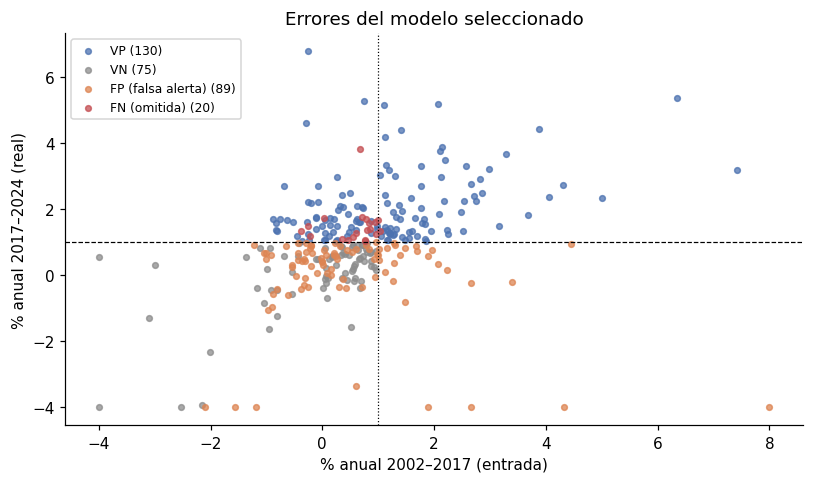 Errores del modelo seleccionado
VP (130)
VN (75)
FP (falsa alerta) (89)
FN (omitida) (20)
% anual 2017–2024 (real)
6
4
2
0
−2
−4
−4
−2
0
2
4
6
8
% anual 2002–2017 (entrada)